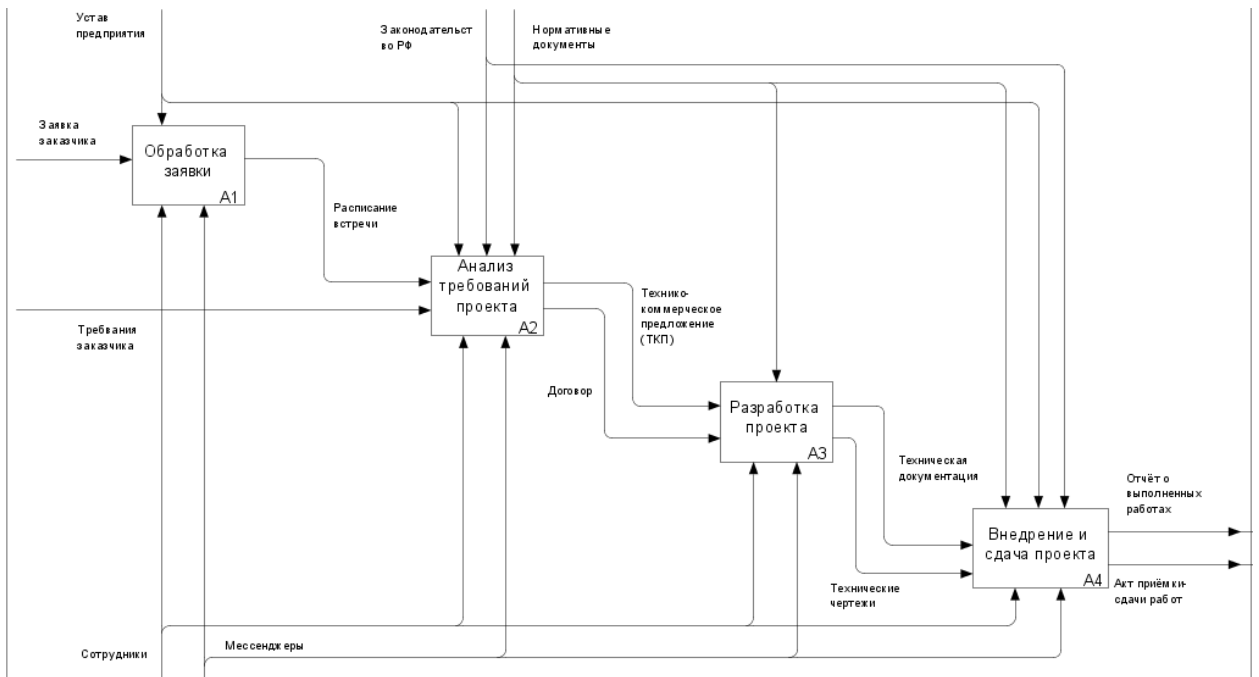 Устав
предприятия
Законодательст
во РФ
Нормативные
документы
Заявка
заказчика
Обработка
заявки
A1
Расписание
встречи
Анализ
требований
проекта
A2
Требвания
заказчика
Технико-
коммерческое
предложение
(ТКП)
Договор
Разработка
проекта
A3
Техническая
документация
Отчёт о
выполненных
работах
Внедрение и
сдача проекта
A4
Технические
чертежи
Акт приёмки-
сдачи работ
Сотрудники
Мессенджеры